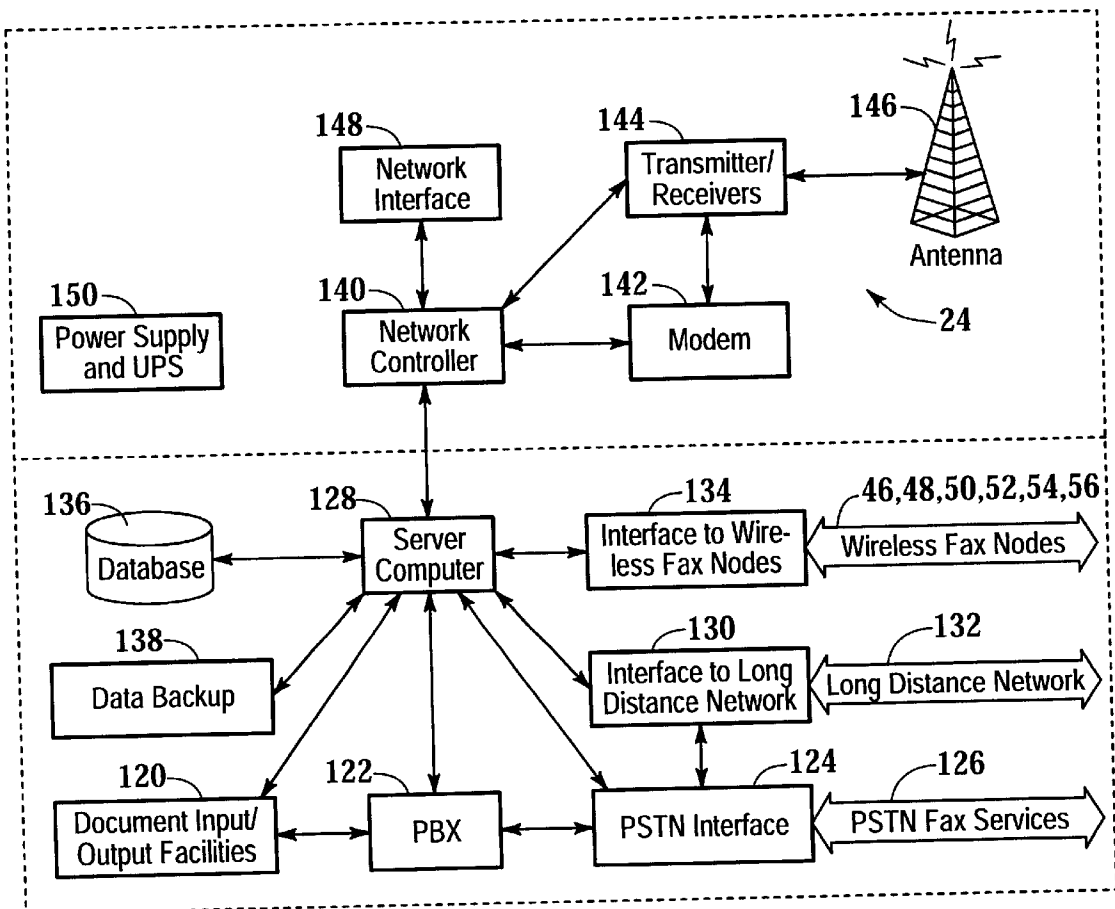 148
Network
Interface
144
Transmitter/
Receivers
146
Antenna
150
Power Supply
and UPS
140
Network
Controller
142
Modem
24
136
Database
128
Server
Computer
134
Interface to Wire-
less Fax Nodes
46,48,50,52,54,56
Wireless Fax Nodes
138
Data Backup
130
Interface to Long
Distance Network
132
Long Distance Network
120
Document Input/
Output Facilities
122
PBX
124
PSTN Interface
126
PSTN Fax Services